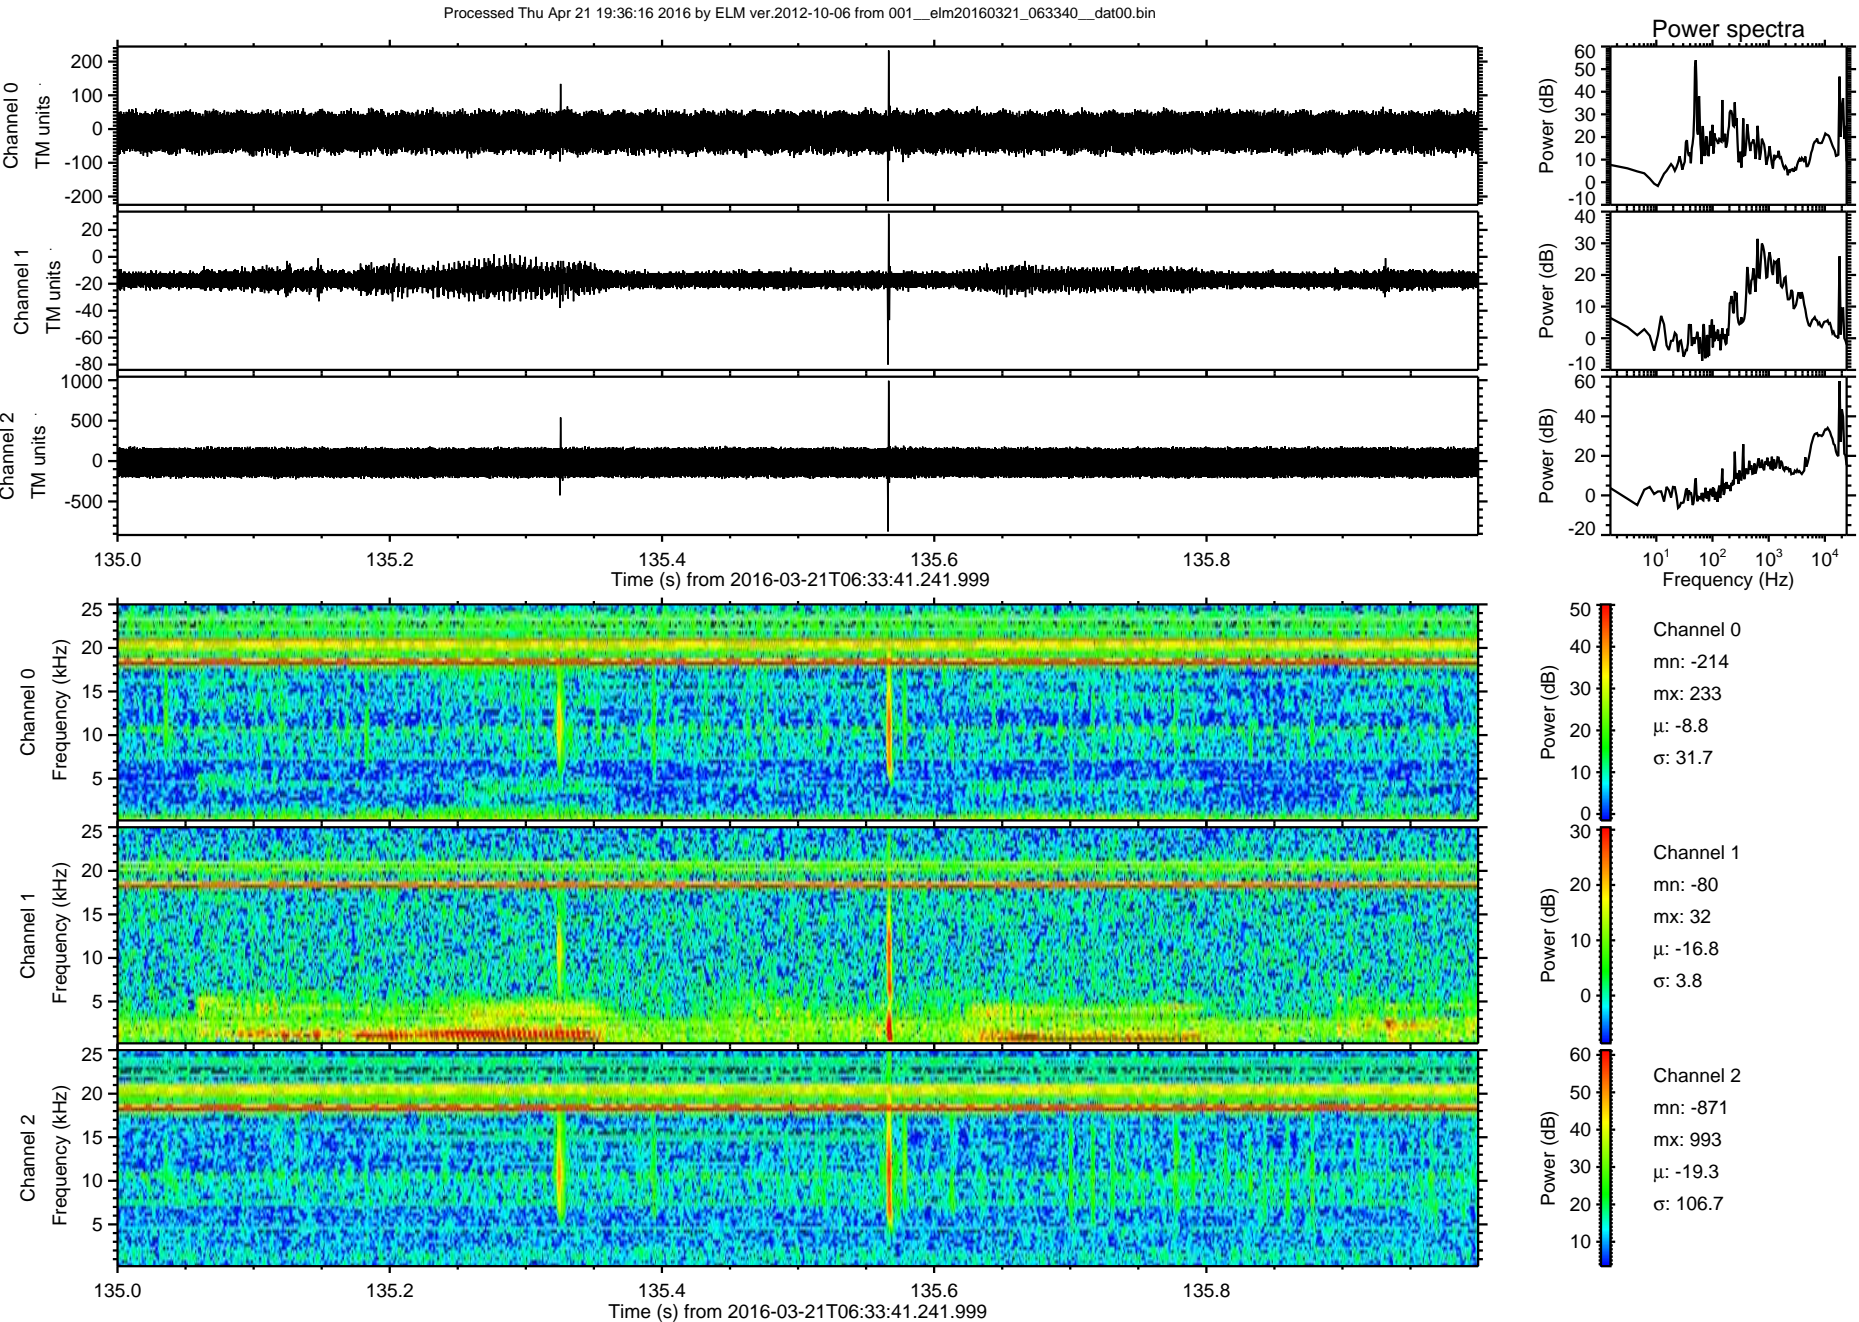 Processed Thu Apr 21 19:36:16 2016 by ELM ver.2012-10-06 from 001__elm20160321_063340__dat00.bin
Power spectra
Channel 0
TM units
200
100
0
-100
-200
Power (dB)
60
50
40
30
20
10
0
-10
Channel 1
TM units
20
0
-20
-40
-60
-80
Power (dB)
40
30
20
10
0
-10
Channel 2
TM units
1000
500
0
-500
Power (dB)
60
40
20
0
-20
135.0 135.2 135.4 135.6 135.8
Time (s) from 2016-03-21T06:33:41.241.999
10^1 10^2 10^3 10^4
Frequency (Hz)
Channel 0
Frequency (kHz)
25
20
15
10
5
Power (dB)
50
40
30
20
10
0
Channel 0
mn: -214
mx: 233
μ: -8.8
σ: 31.7
Channel 1
Frequency (kHz)
25
20
15
10
5
Power (dB)
30
20
10
0
Channel 1
mn: -80
mx: 32
μ: -16.8
σ: 3.8
Channel 2
Frequency (kHz)
25
20
15
10
5
Power (dB)
60
50
40
30
20
10
Channel 2
mn: -871
mx: 993
μ: -19.3
σ: 106.7
135.0 135.2 135.4 135.6 135.8
Time (s) from 2016-03-21T06:33:41.241.999